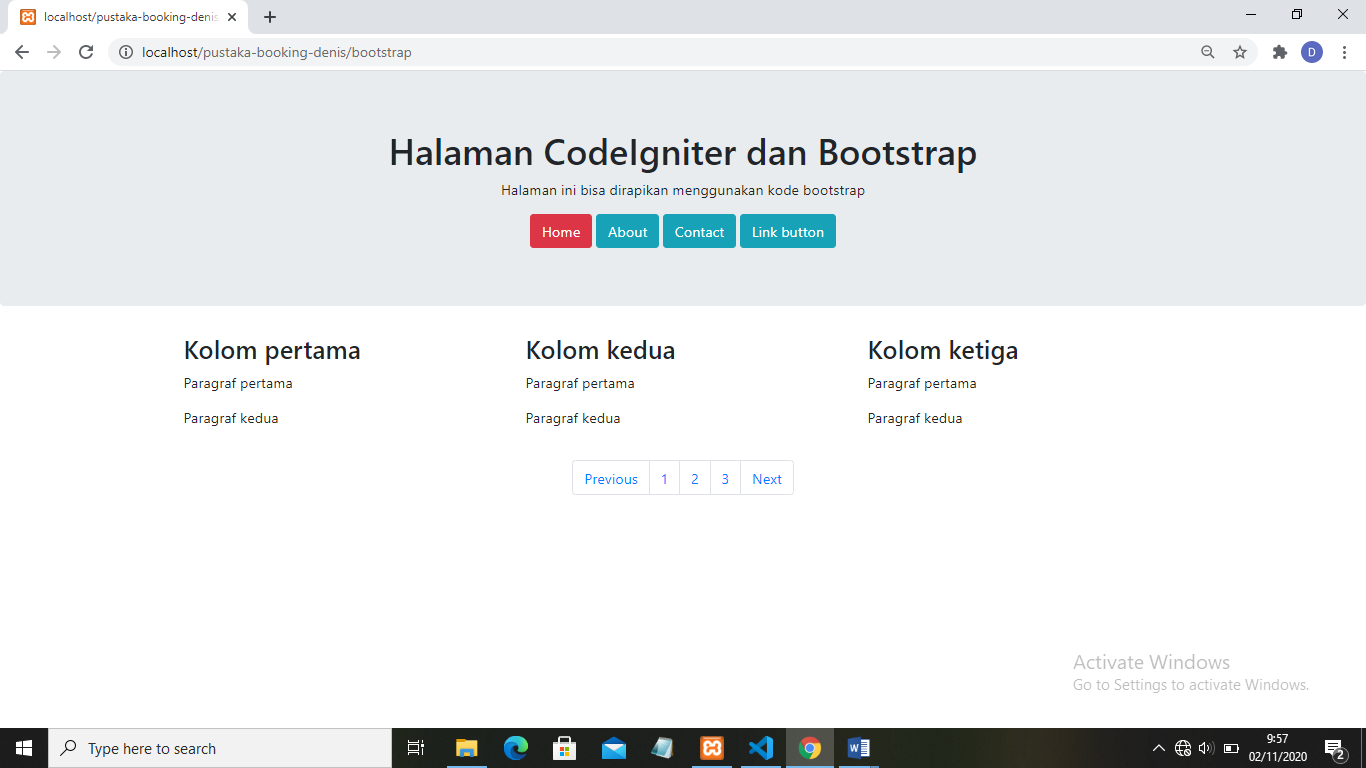 localhost/pustaka-booking-denis
localhost/pustaka-booking-denis/bootstrap
D
Halaman CodeIgniter dan Bootstrap
Halaman ini bisa dirapikan menggunakan kode bootstrap
Home About Contact Link button
Kolom pertama Kolom kedua Kolom ketiga
Paragraf pertama Paragraf pertama Paragraf pertama
Paragraf kedua Paragraf kedua Paragraf kedua
Previous 1 2 3 Next
Activate Windows
Go to Settings to activate Windows.
Type here to search
9:57
02/11/2020
2